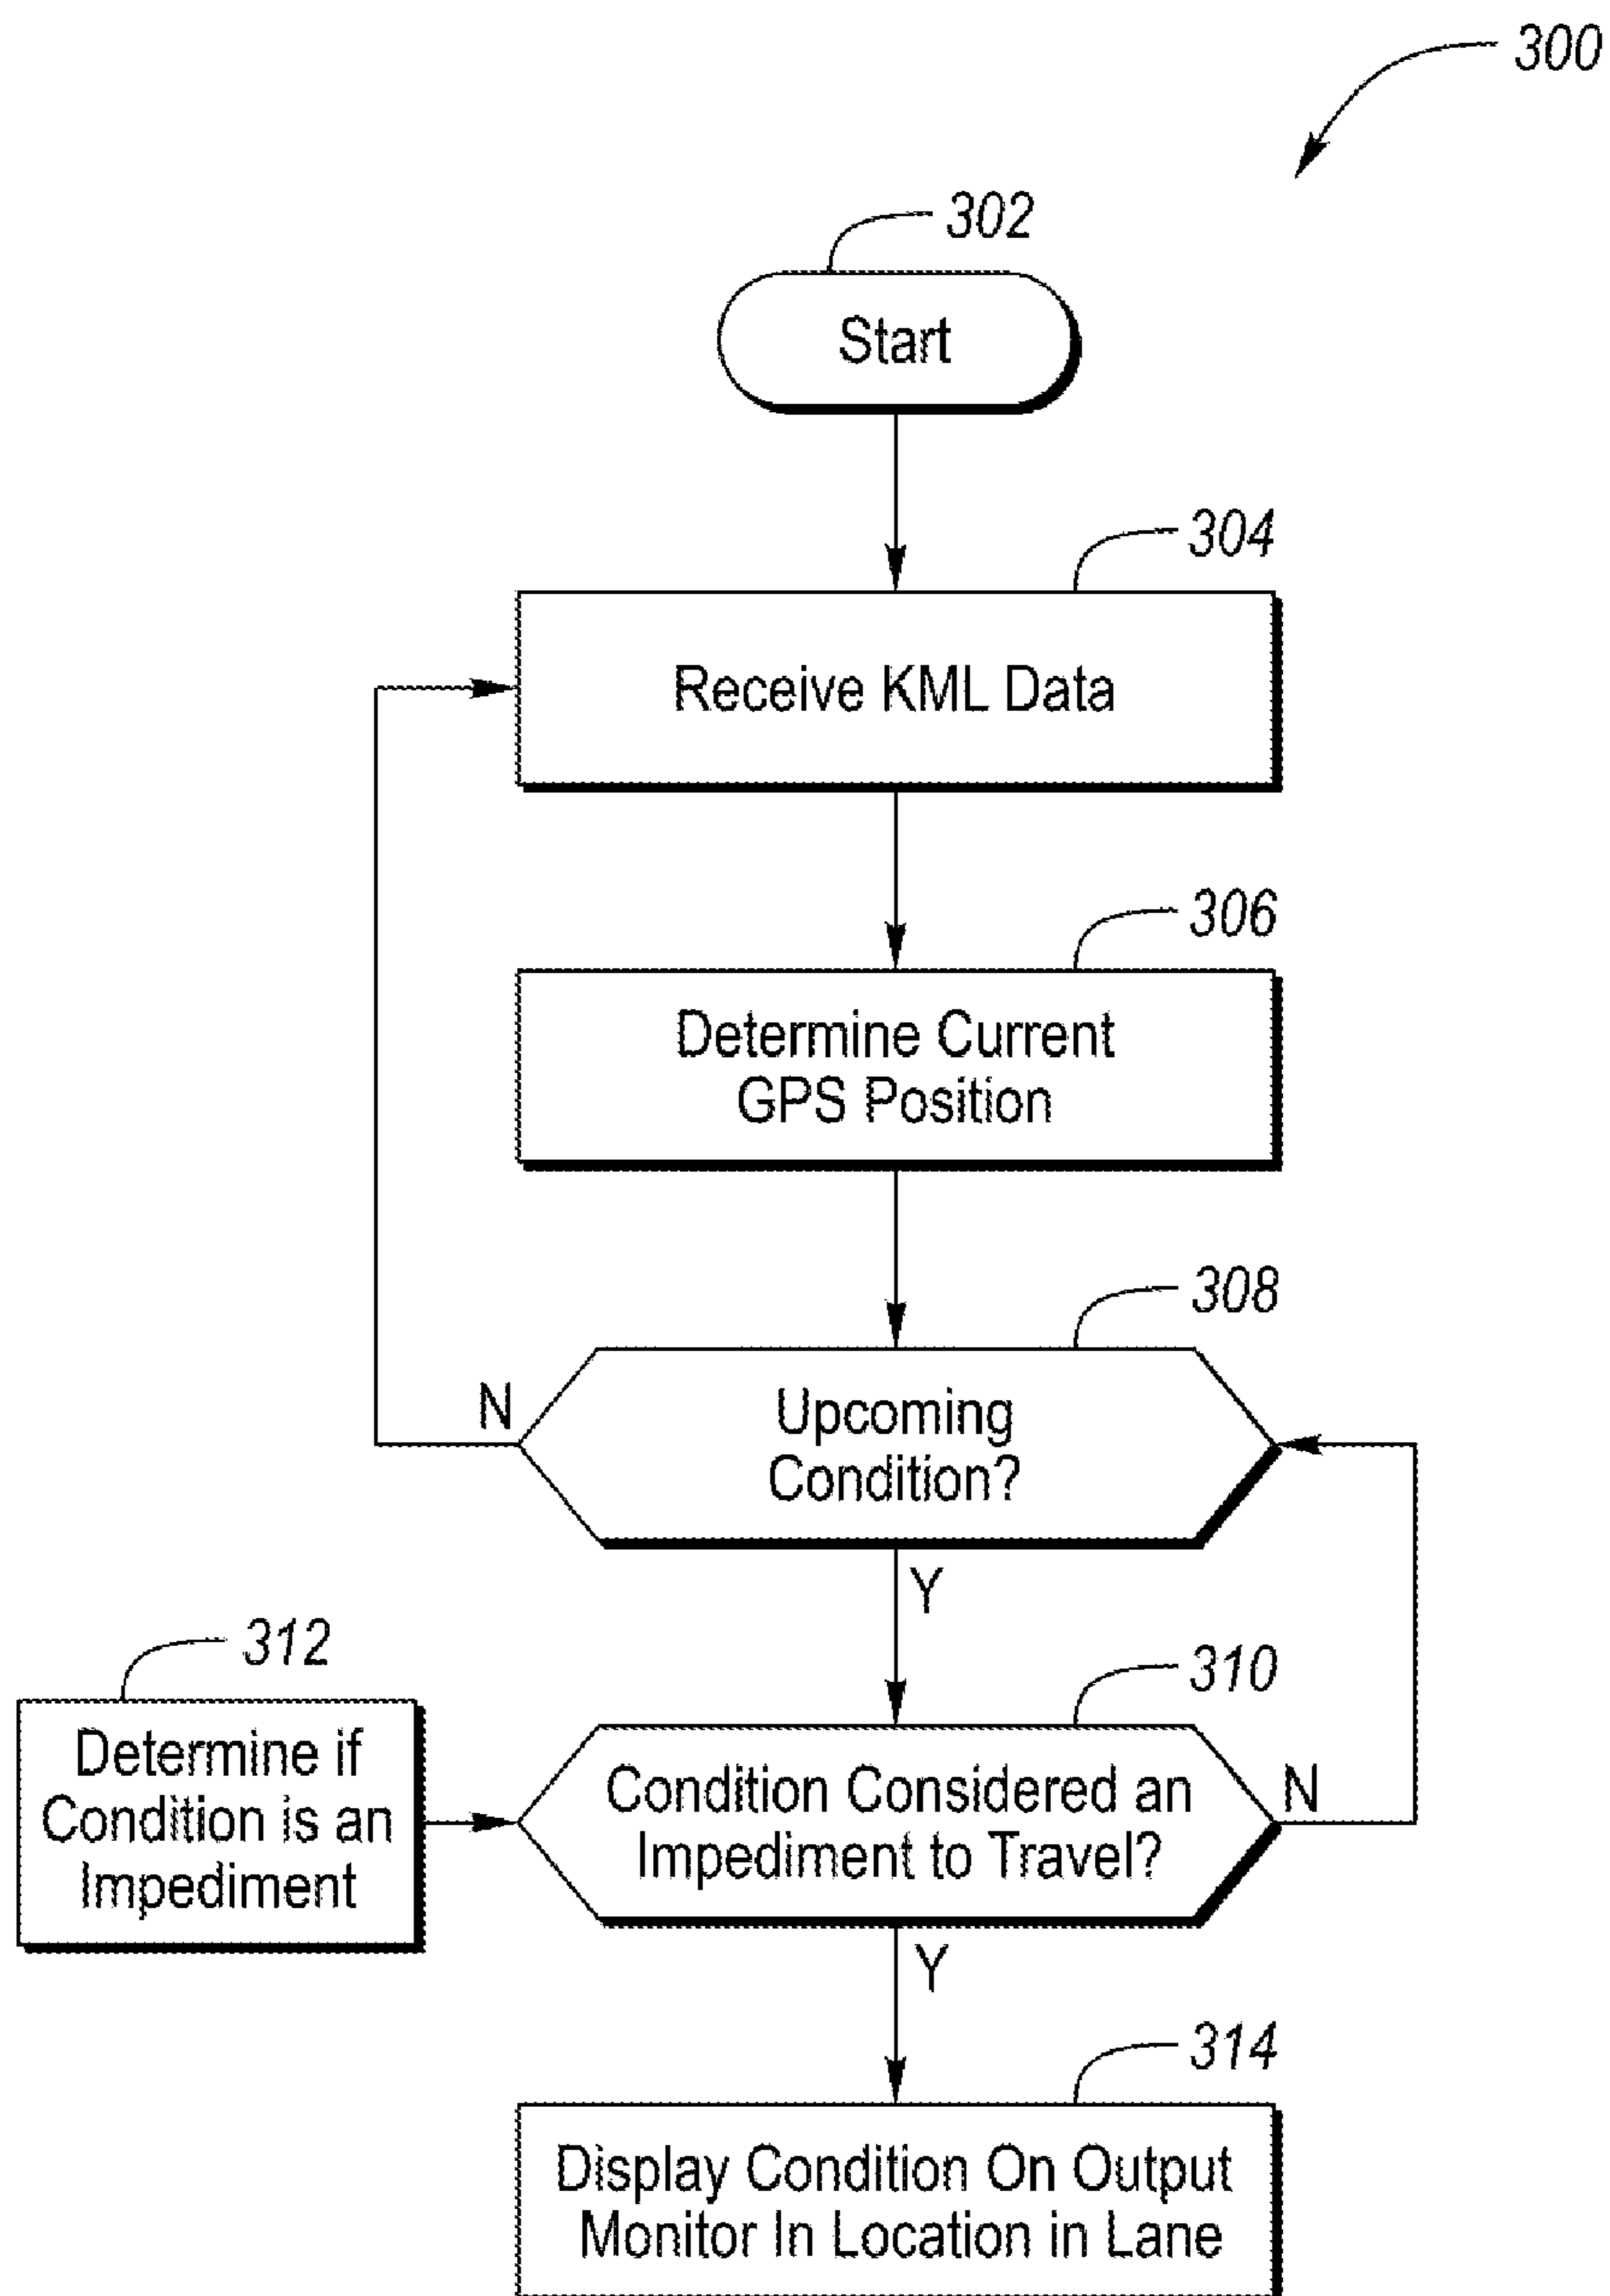 300
302
Start
304
Receive KML Data
306
Determine Current
GPS Position
308
N
Upcoming
Condition?
Y
312
310
Determine if
Condition is an
Impediment
Condition Considered an
Impediment to Travel?
N
Y
314
Display Condition On Output
Monitor In Location in Lane